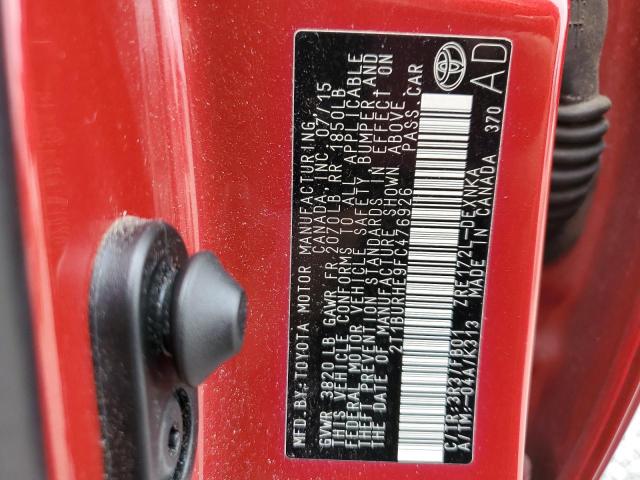 MFD.BY:TOYOTA MOTOR MANUFACTURING,
CANADA,INC. 07/15
GVWR 3820 LB GAWR FR 2070LB RR 1850LB
THIS VEHICLE CONFORMS TO ALL APPLICABLE
FEDERAL MOTOR VEHICLE SAFETY, BUMPER, AND
THEFT PREVENTION STANDARDS IN EFFECT ON
THE DATE OF MANUFACTURE SHOWN ABOVE.
2T1BURHE9FC476926 PASS.CAR
C/TR:3R3/FB01 ZRE172L-DEXNKA
A/TM:-04A/K313 MADE IN CANADA 370
AD